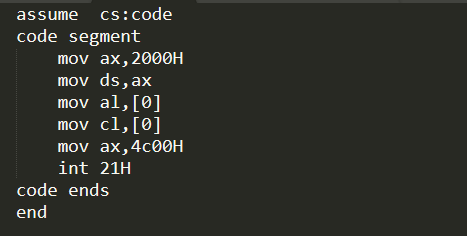 assume  cs:code
code segment
    mov ax,2000H
    mov ds,ax
    mov al,[0]
    mov cl,[0]
    mov ax,4c00H
    int 21H
code ends
end